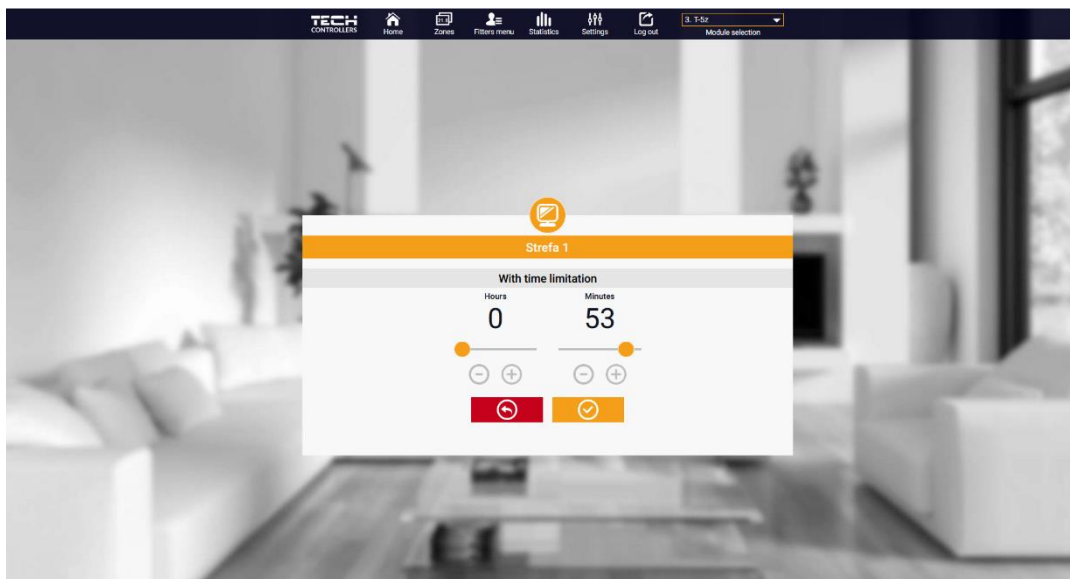 TECH
CONTROLLERS
Home
Zones
Fitters menu
Statistics
Settings
Log out
3. T-5z
Module selection
Strefa 1
With time limitation
Hours
Minutes
0
53